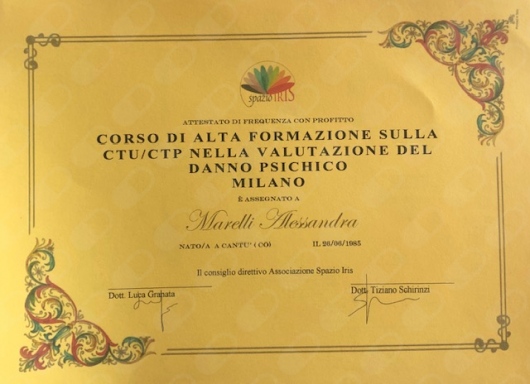 spazio IRIS
ATTESTATO DI FREQUENZA CON PROFITTO
CORSO DI ALTA FORMAZIONE SULLA
CTU/CTP NELLA VALUTAZIONE DEL
DANNO PSICHICO
MILANO
È ASSEGNATO A
Marelli Alessandra
NATO/A A CANTU' (CO) IL 26/06/1985
Il consiglio direttivo Associazione Spazio Iris
Dott. Luca Granata Dott. Tiziano Schirinzi